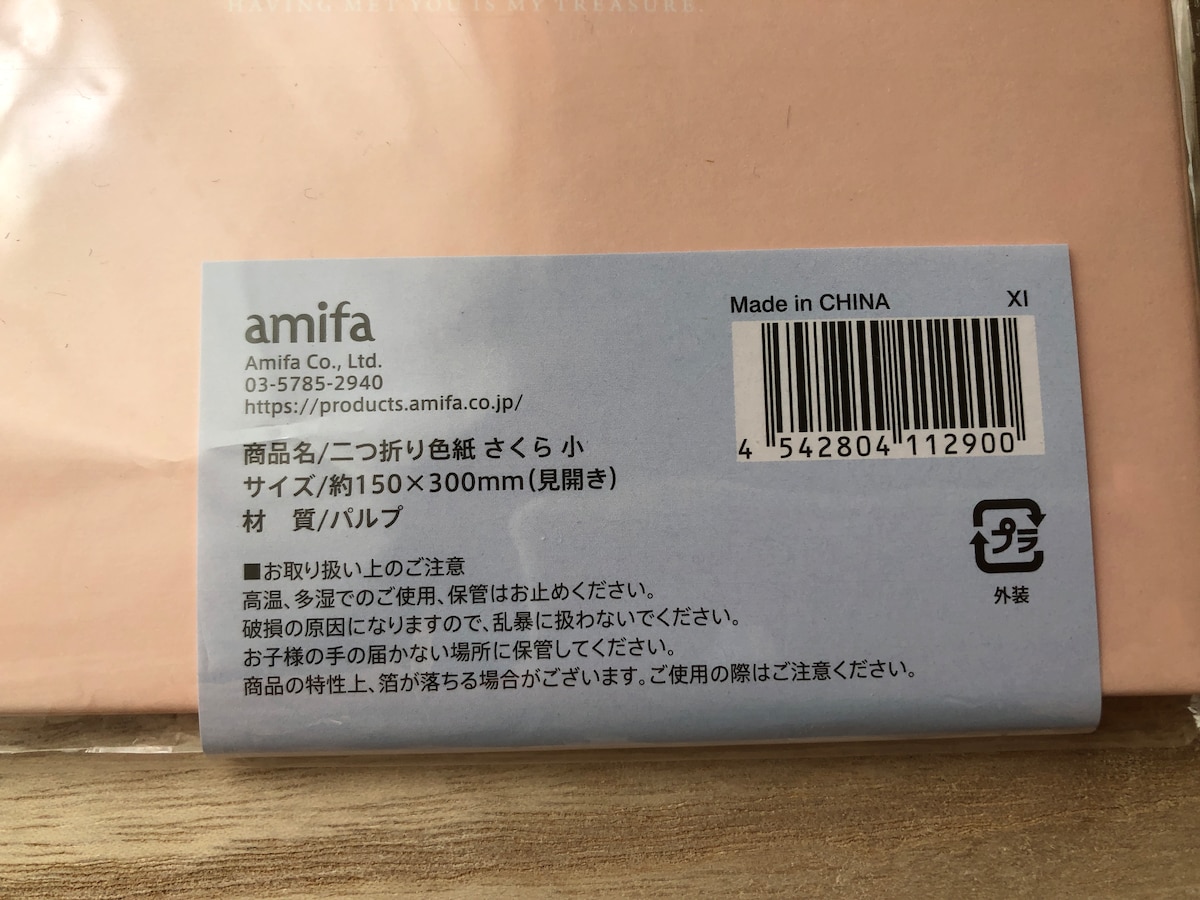 HAVING MET YOU IS MY TREASURE.
amifa
Amifa Co., Ltd.
03-5785-2940
https://products.amifa.co.jp/
商品名/二つ折り色紙 さくら 小
サイズ/約150×300mm(見開き)
材　質/パルプ
■お取り扱い上のご注意
高温、多湿でのご使用、保管はお止めください。
破損の原因になりますので、乱暴に扱わないでください。
お子様の手の届かない場所に保管してください。
商品の特性上、箔が落ちる場合がございます。ご使用の際はご注意ください。
Made in CHINA XI
4 542804 112900
プラ
外装